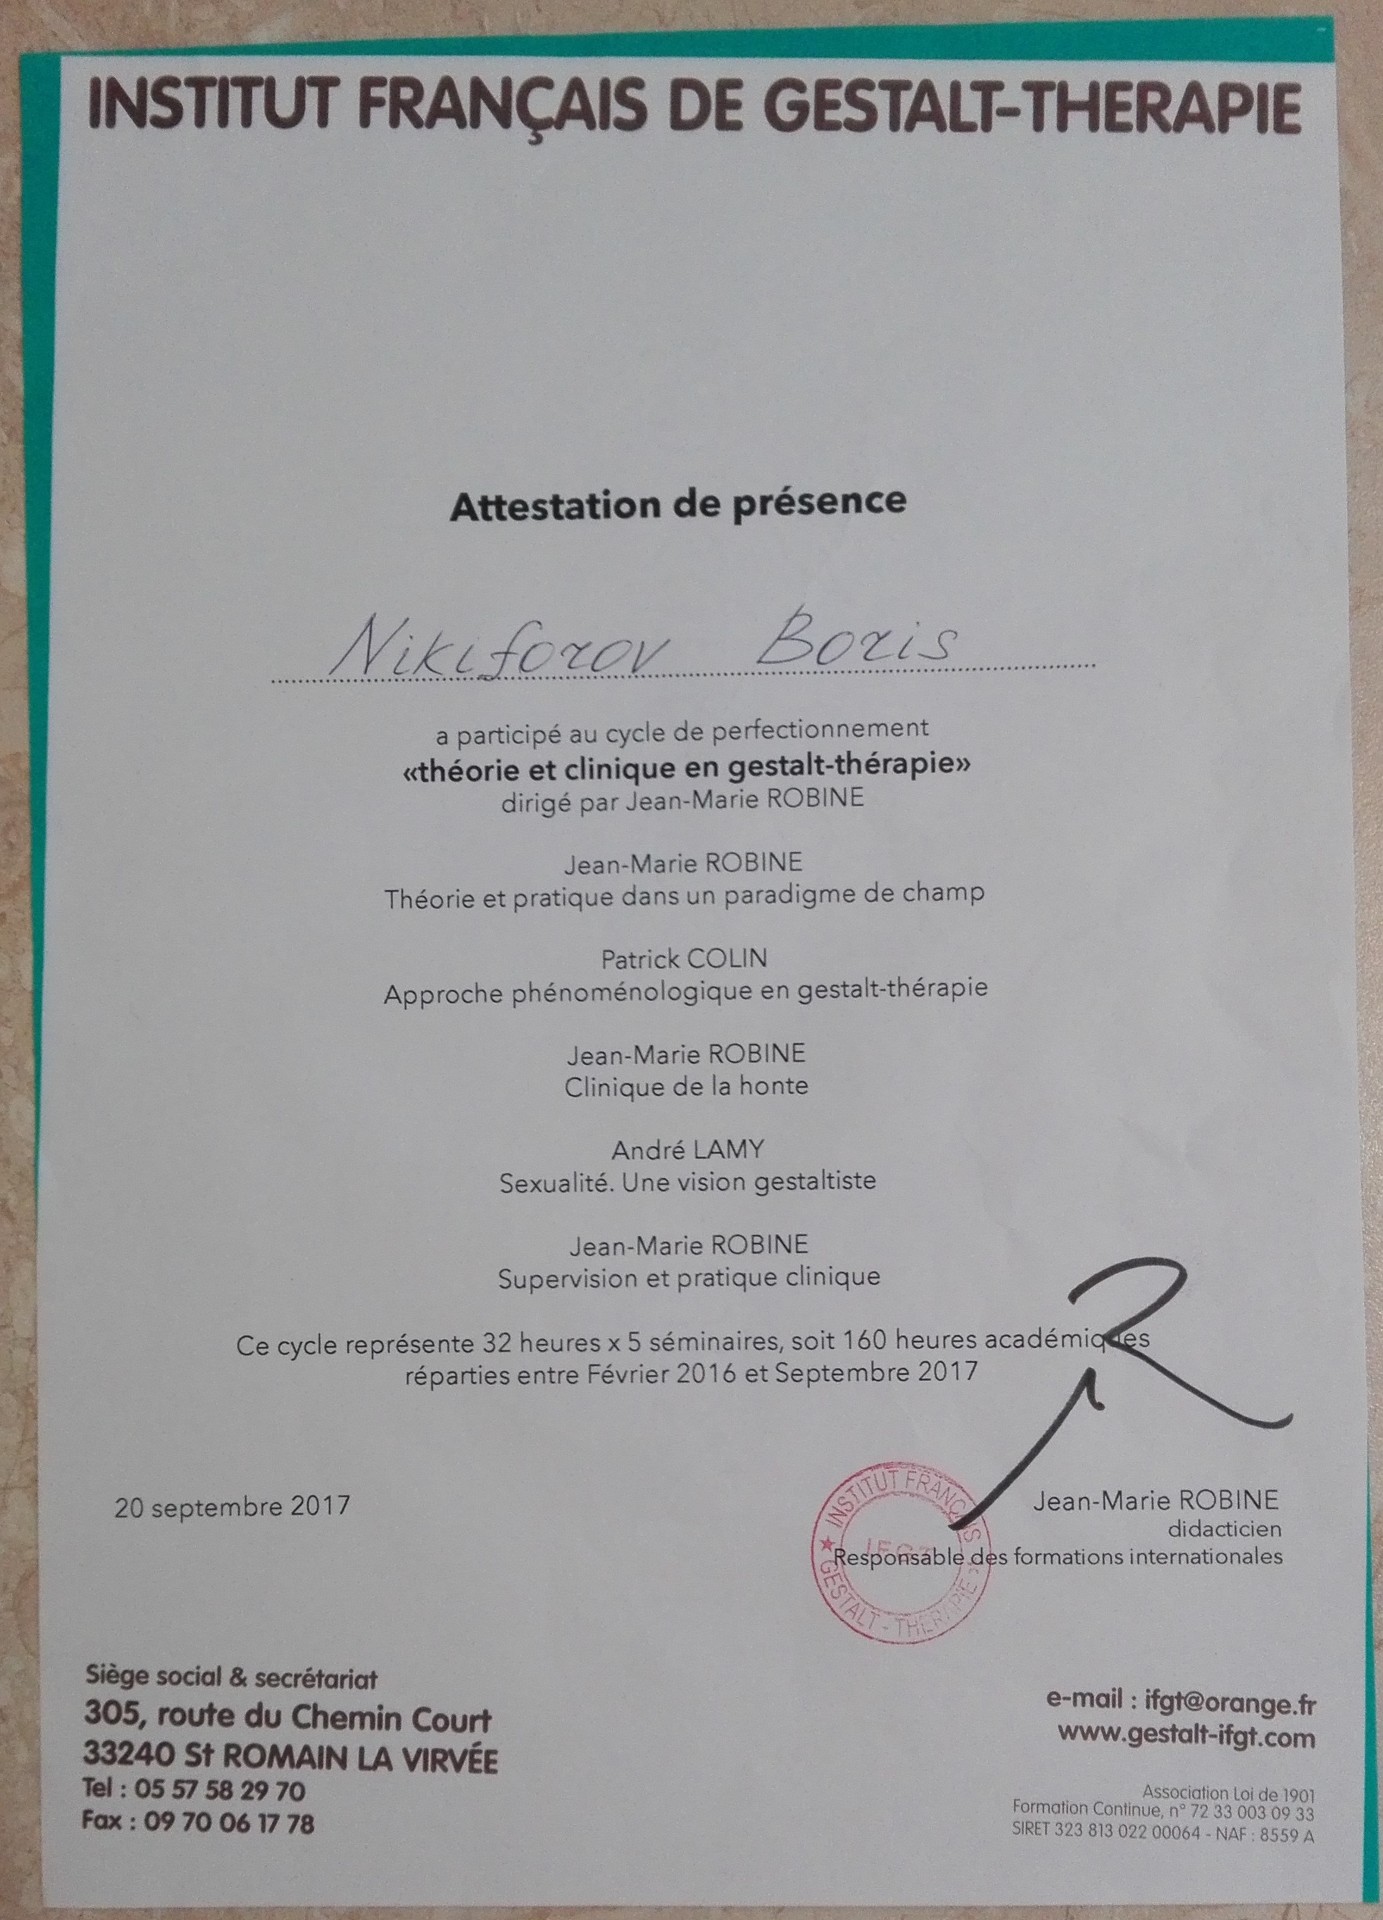 INSTITUT FRANÇAIS DE GESTALT-THERAPIE
Attestation de présence
Nikiforov Boris
a participé au cycle de perfectionnement
«théorie et clinique en gestalt-thérapie»
dirigé par Jean-Marie ROBINE
Jean-Marie ROBINE
Théorie et pratique dans un paradigme de champ
Patrick COLIN
Approche phénoménologique en gestalt-thérapie
Jean-Marie ROBINE
Clinique de la honte
André LAMY
Sexualité. Une vision gestaltiste
Jean-Marie ROBINE
Supervision et pratique clinique
Ce cycle représente 32 heures x 5 séminaires, soit 160 heures académiques
réparties entre Février 2016 et Septembre 2017
20 septembre 2017
Jean-Marie ROBINE
didacticien
Responsable des formations internationales
INSTITUT FRANÇAIS
★ GESTALT - THERAPIE
IFGT
Siège social & secrétariat
305, route du Chemin Court
33240 St ROMAIN LA VIRVÉE
Tel : 05 57 58 29 70
Fax : 09 70 06 17 78
e-mail : ifgt@orange.fr
www.gestalt-ifgt.com
Association Loi de 1901
Formation Continue, n° 72 33 003 09 33
SIRET 323 813 022 00064 - NAF : 8559 A